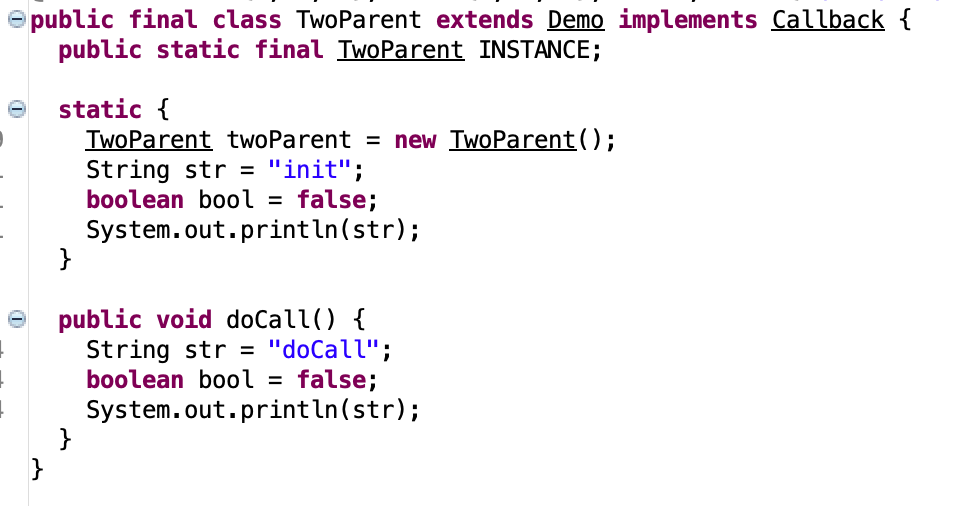 public final class TwoParent extends Demo implements Callback {
public static final TwoParent INSTANCE;
static {
TwoParent twoParent = new TwoParent();
String str = "init";
boolean bool = false;
System.out.println(str);
}
public void doCall() {
String str = "doCall";
boolean bool = false;
System.out.println(str);
}
}